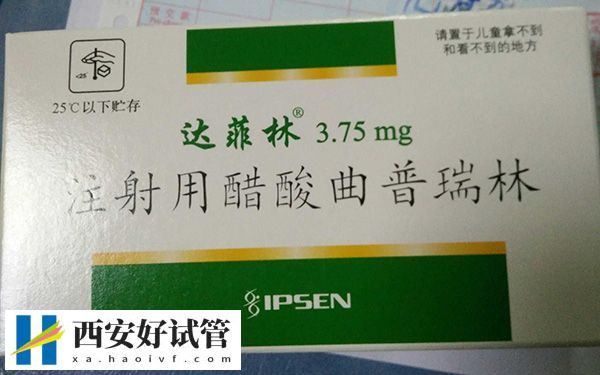 请置于儿童拿不到
和看不到的地方
<25
25℃以下贮存
达菲林® 3.75 mg
注射用醋酸曲普瑞林
IPSEN
西安好试管
xa.haoivf.com